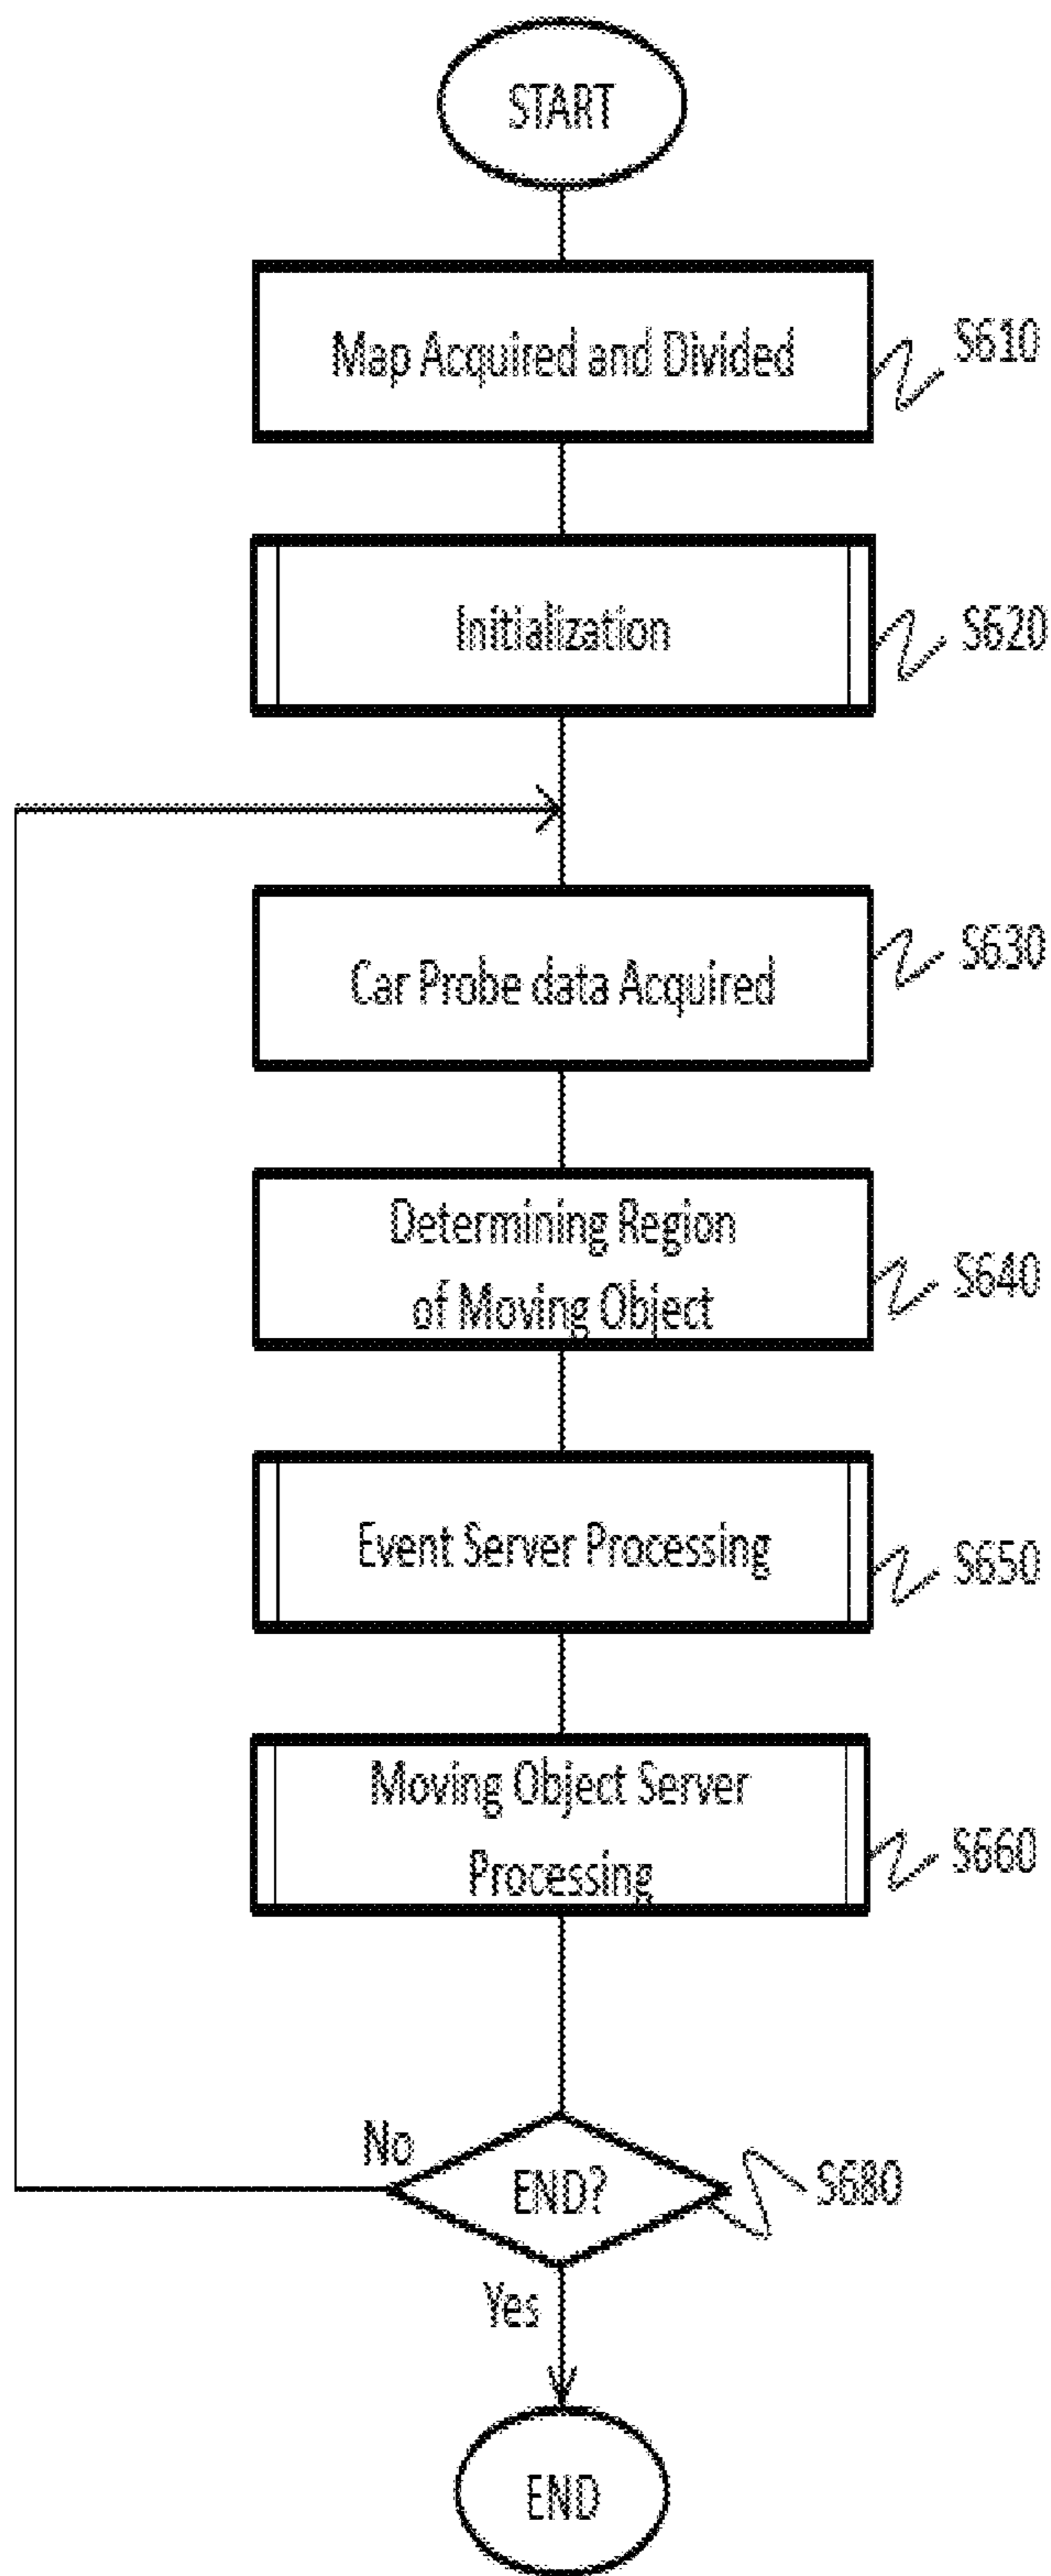 START
Map Acquired and Divided
S610
Initialization
S620
Car Probe data Acquired
S630
Determining Region
of Moving Object
S640
Event Server Processing
S650
Moving Object Server
Processing
S660
No
END?
S680
Yes
END